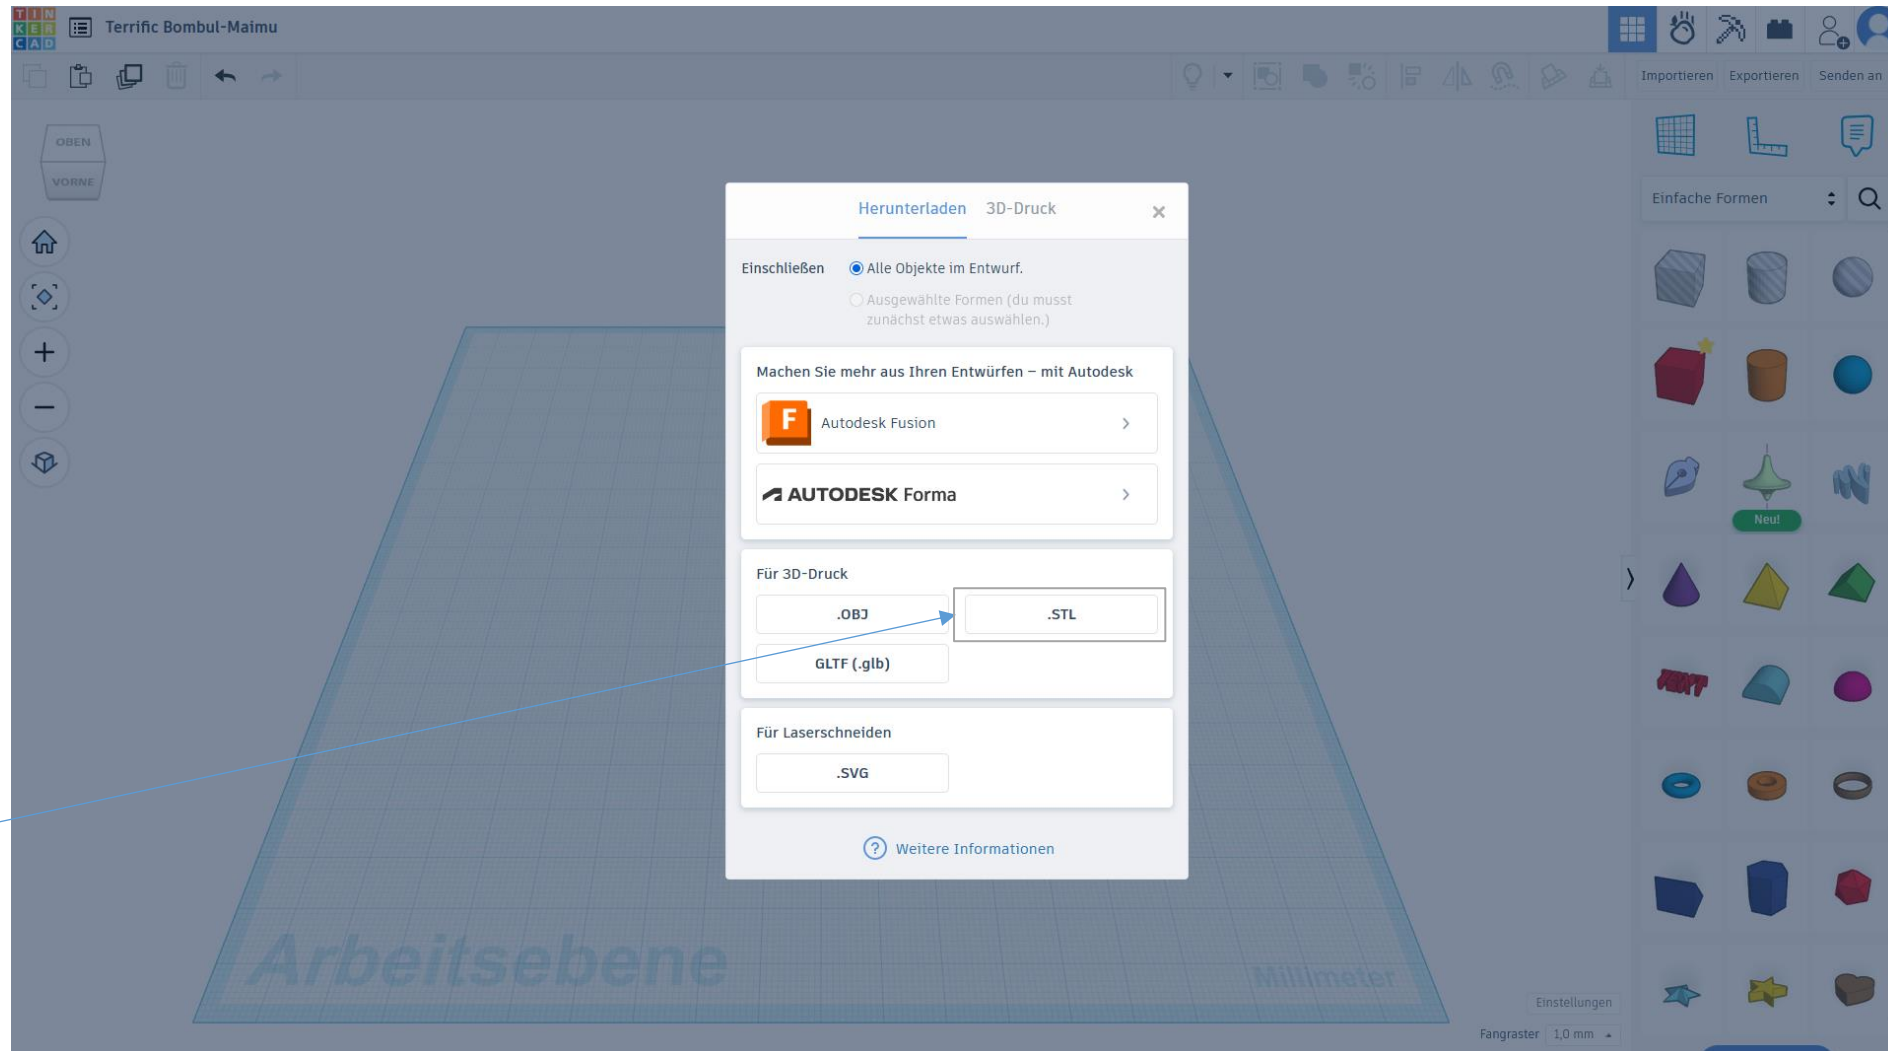 TIN
KER
CAD
Terrific Bombul-Maimu
Importieren Exportieren Senden an
OBEN
VORNE
Einfache Formen
Herunterladen 3D-Druck
Einschließen Alle Objekte im Entwurf.
Ausgewählte Formen (du musst
zunächst etwas auswählen.)
Machen Sie mehr aus Ihren Entwürfen – mit Autodesk
F Autodesk Fusion
AUTODESK Forma
Neu!
Für 3D-Druck
.OBJ .STL
GLTF (.glb)
TEXT
Für Laserschneiden
.SVG
? Weitere Informationen
Arbeitsebene
Millimeter
Einstellungen
Fangraster 1,0 mm